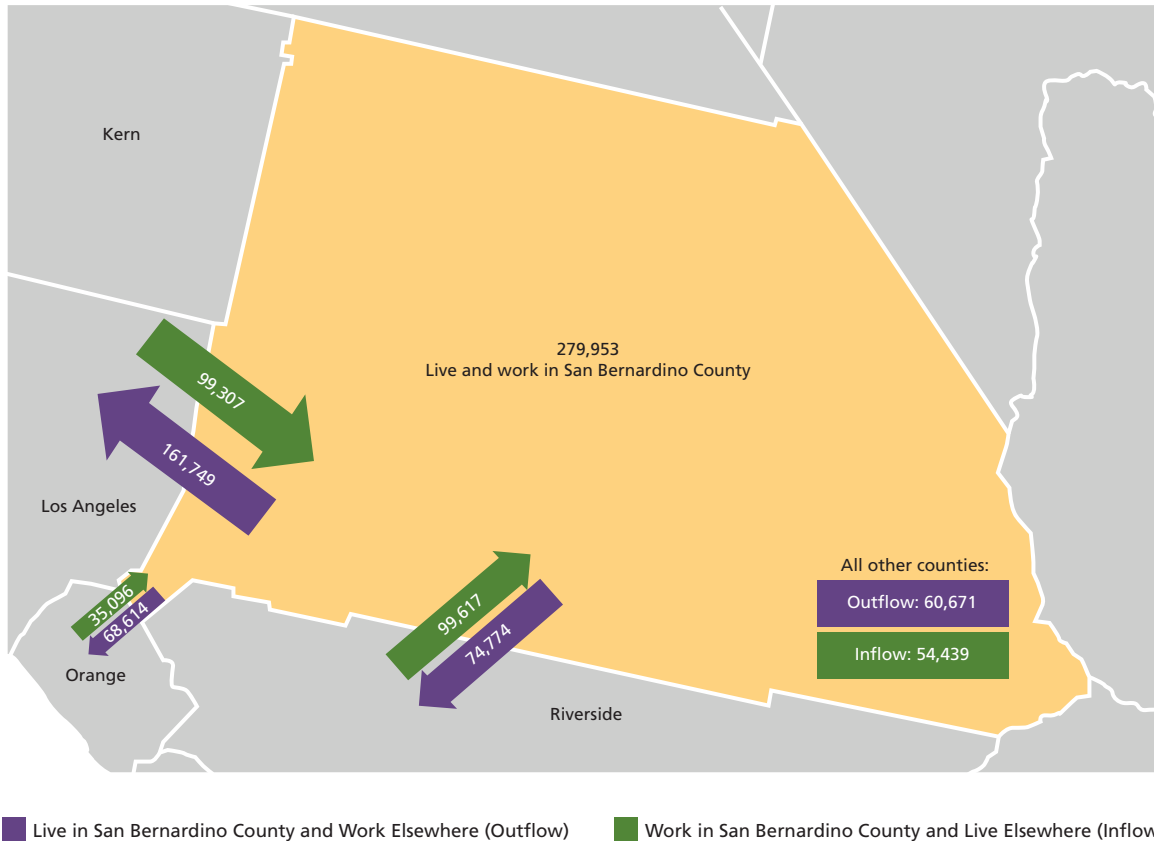 Kern
279,953
Live and work in San Bernardino County
99,307
161,749
Los Angeles
All other counties:
35,096
68,614
99,617
74,774
Outflow: 60,671
Inflow: 54,439
Orange
Riverside
Live in San Bernardino County and Work Elsewhere (Outflow)
Work in San Bernardino County and Live Elsewhere (Inflow